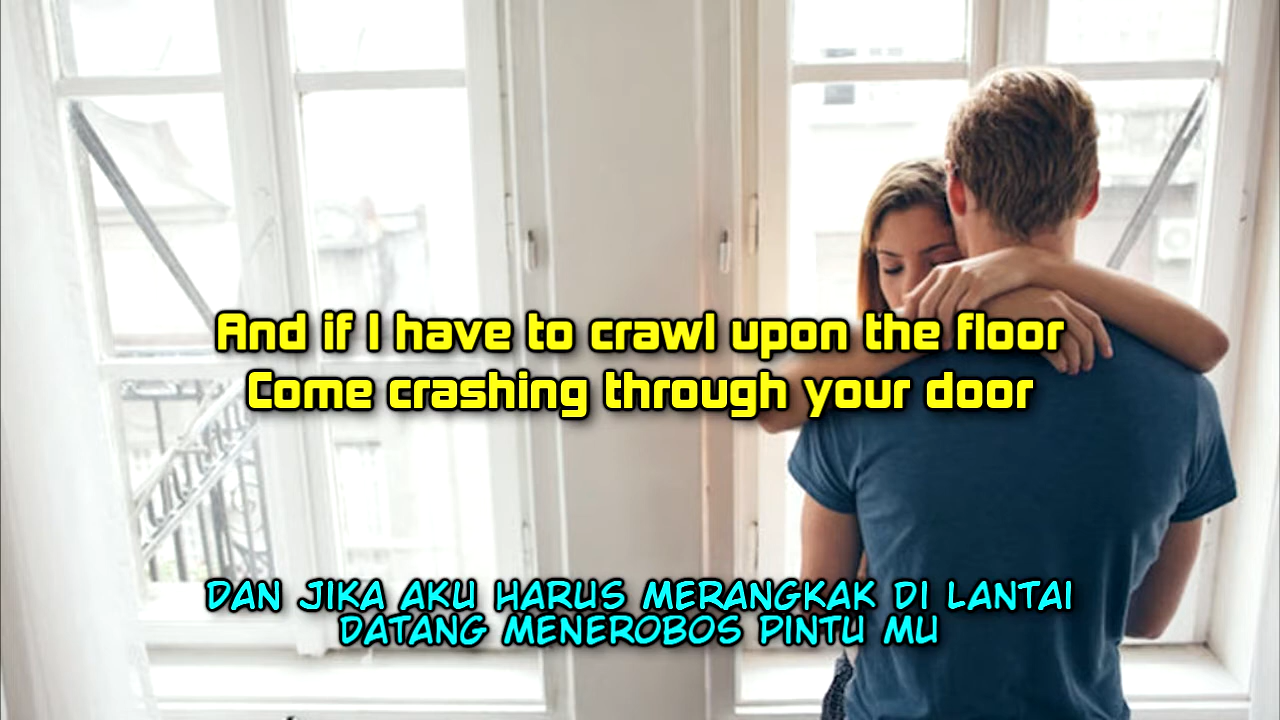 And if I have to crawl upon the floor
Come crashing through your door
DAN JIKA AKU HARUS MERANGKAK DI LANTAI
DATANG MENEROBOS PINTU MU